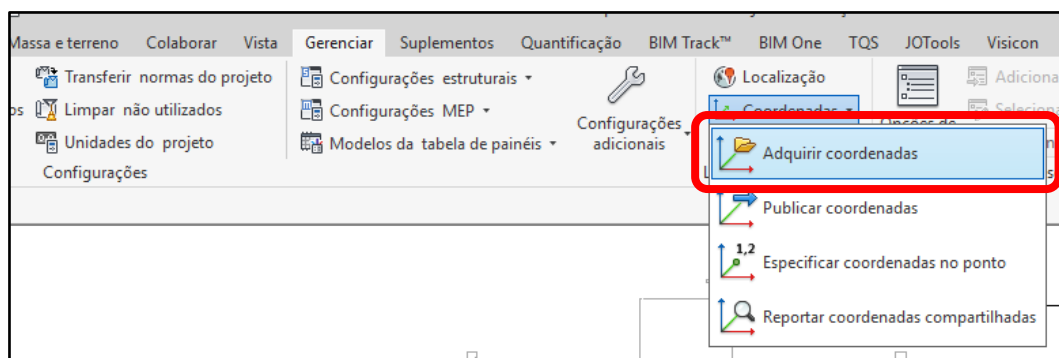 Massa e terreno Colaborar Vista Gerenciar Suplementos Quantificação BIM Track™ BIM One TQS JOTools Visicon
Transferir normas do projeto
Limpar não utilizados
Unidades do projeto
Configurações
Configurações estruturais
Configurações MEP
Modelos da tabela de painéis
Configurações
adicionais
Localização
Coordenadas
Adquirir coordenadas
Publicar coordenadas
1,2
Especificar coordenadas no ponto
Reportar coordenadas compartilhadas
Opções de